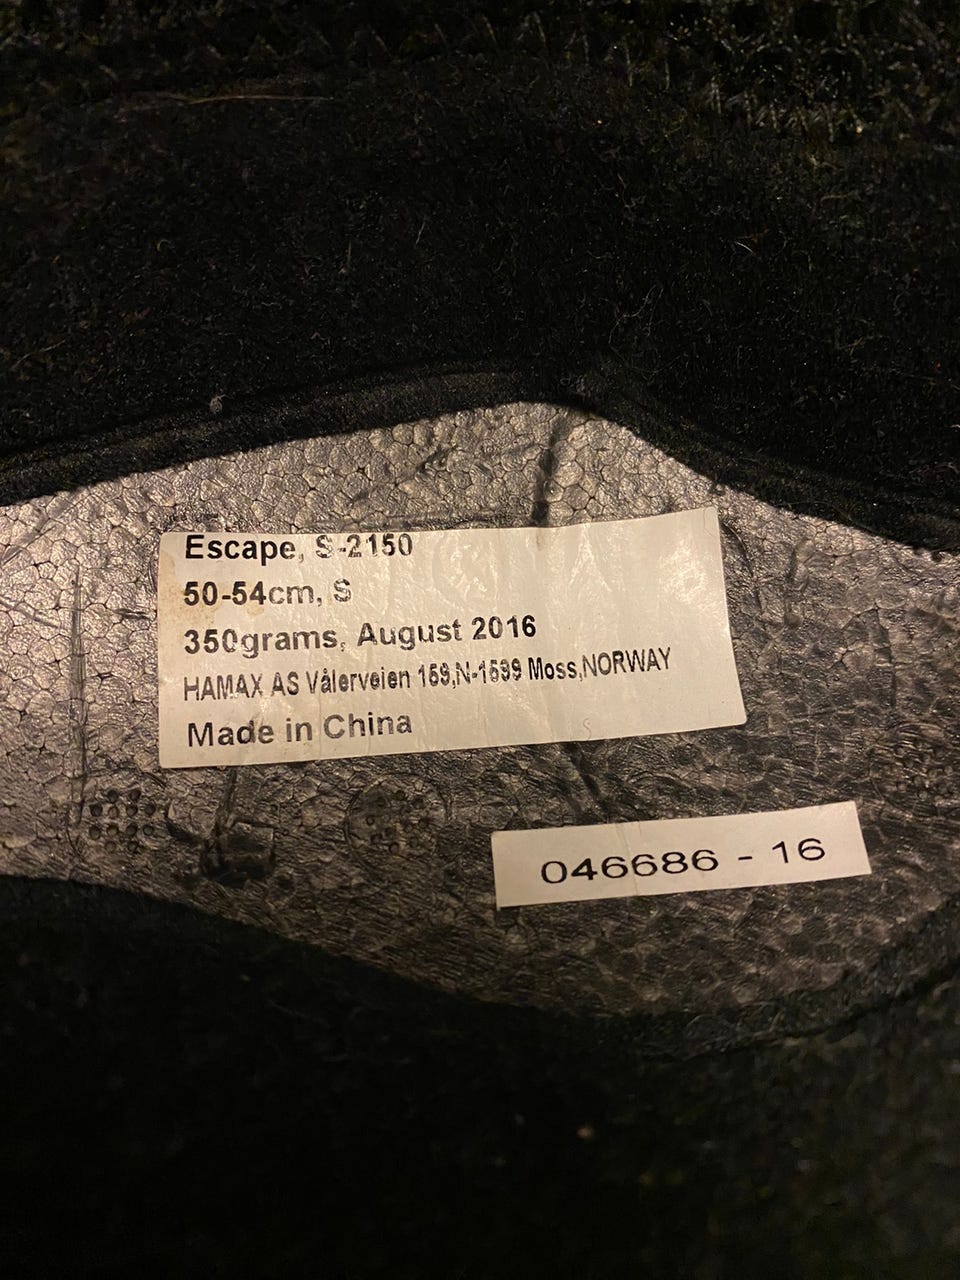 Escape, S-2150
50-54cm, S
350grams, August 2016
HAMAX AS Vålerveien 159,N-1599 Moss,NORWAY
Made in China
046686 - 16